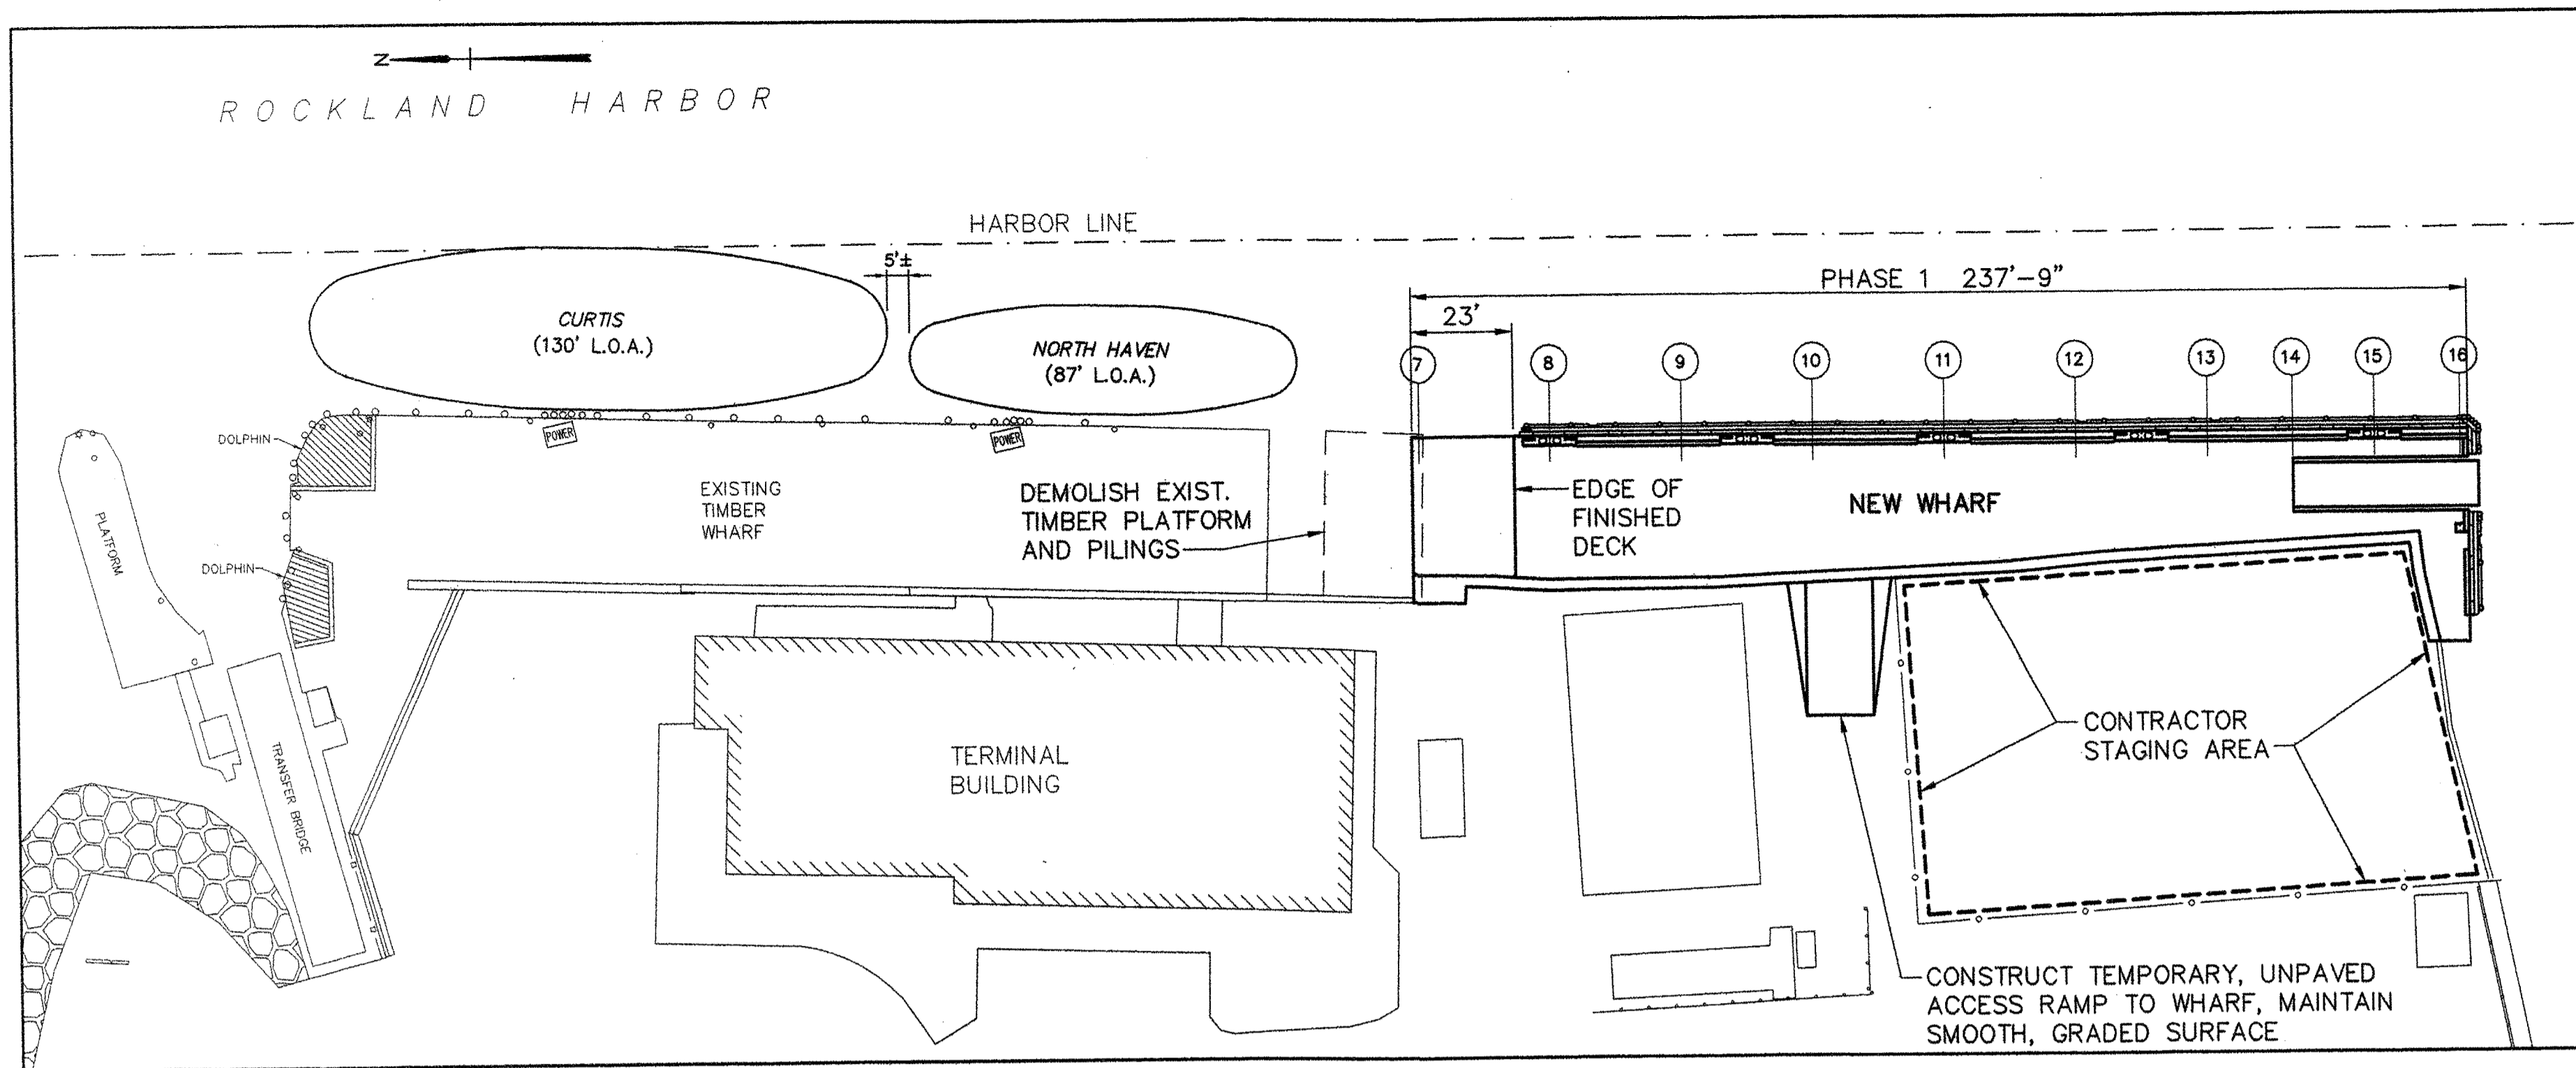 N
ROCKLAND HARBOR
HARBOR LINE
5'±
PHASE 1 237'-9"
23'
CURTIS
(130' L.O.A.)
NORTH HAVEN
(87' L.O.A.)
7
8
9
10
11
12
13
14
15
16
DOLPHIN
POWER
POWER
PLATFORM
EXISTING
TIMBER
WHARF
DEMOLISH EXIST.
TIMBER PLATFORM
AND PILINGS
EDGE OF
FINISHED
DECK
NEW WHARF
DOLPHIN
TRANSFER BRIDGE
TERMINAL
BUILDING
CONTRACTOR
STAGING AREA
CONSTRUCT TEMPORARY, UNPAVED
ACCESS RAMP TO WHARF, MAINTAIN
SMOOTH, GRADED SURFACE